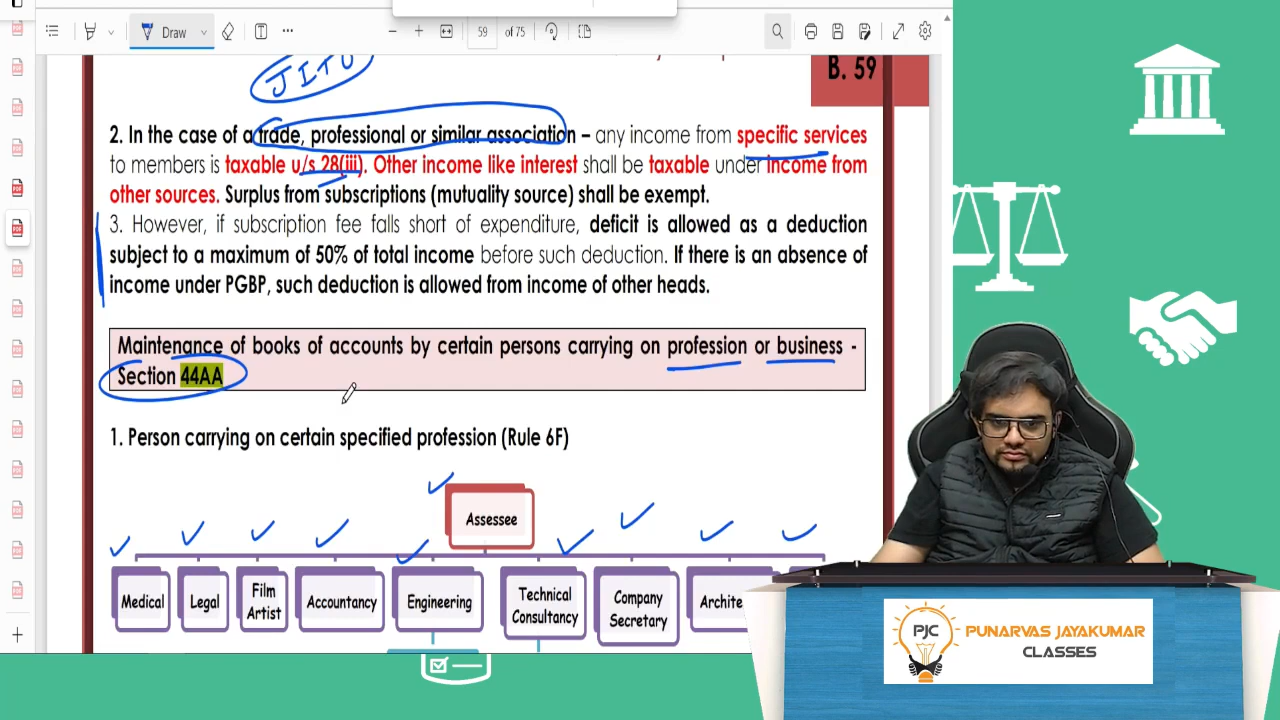 Draw
59 of 75
JITO
B. 59
2. In the case of a trade, professional or similar association – any income from specific services
to members is taxable u/s 28(iii). Other income like interest shall be taxable under Income from
other sources. Surplus from subscriptions (mutuality source) shall be exempt.
3. However, if subscription fee falls short of expenditure, deficit is allowed as a deduction
subject to a maximum of 50% of total income before such deduction. If there is an absence of
income under PGBP, such deduction is allowed from income of other heads.
Maintenance of books of accounts by certain persons carrying on profession or business -
Section 44AA
1. Person carrying on certain specified profession (Rule 6F)
Assessee
Medical
Legal
Film
Artist
Accountancy
Engineering
Technical
Consultancy
Company
Secretary
Archite
PJC
PUNARVAS JAYAKUMAR
CLASSES